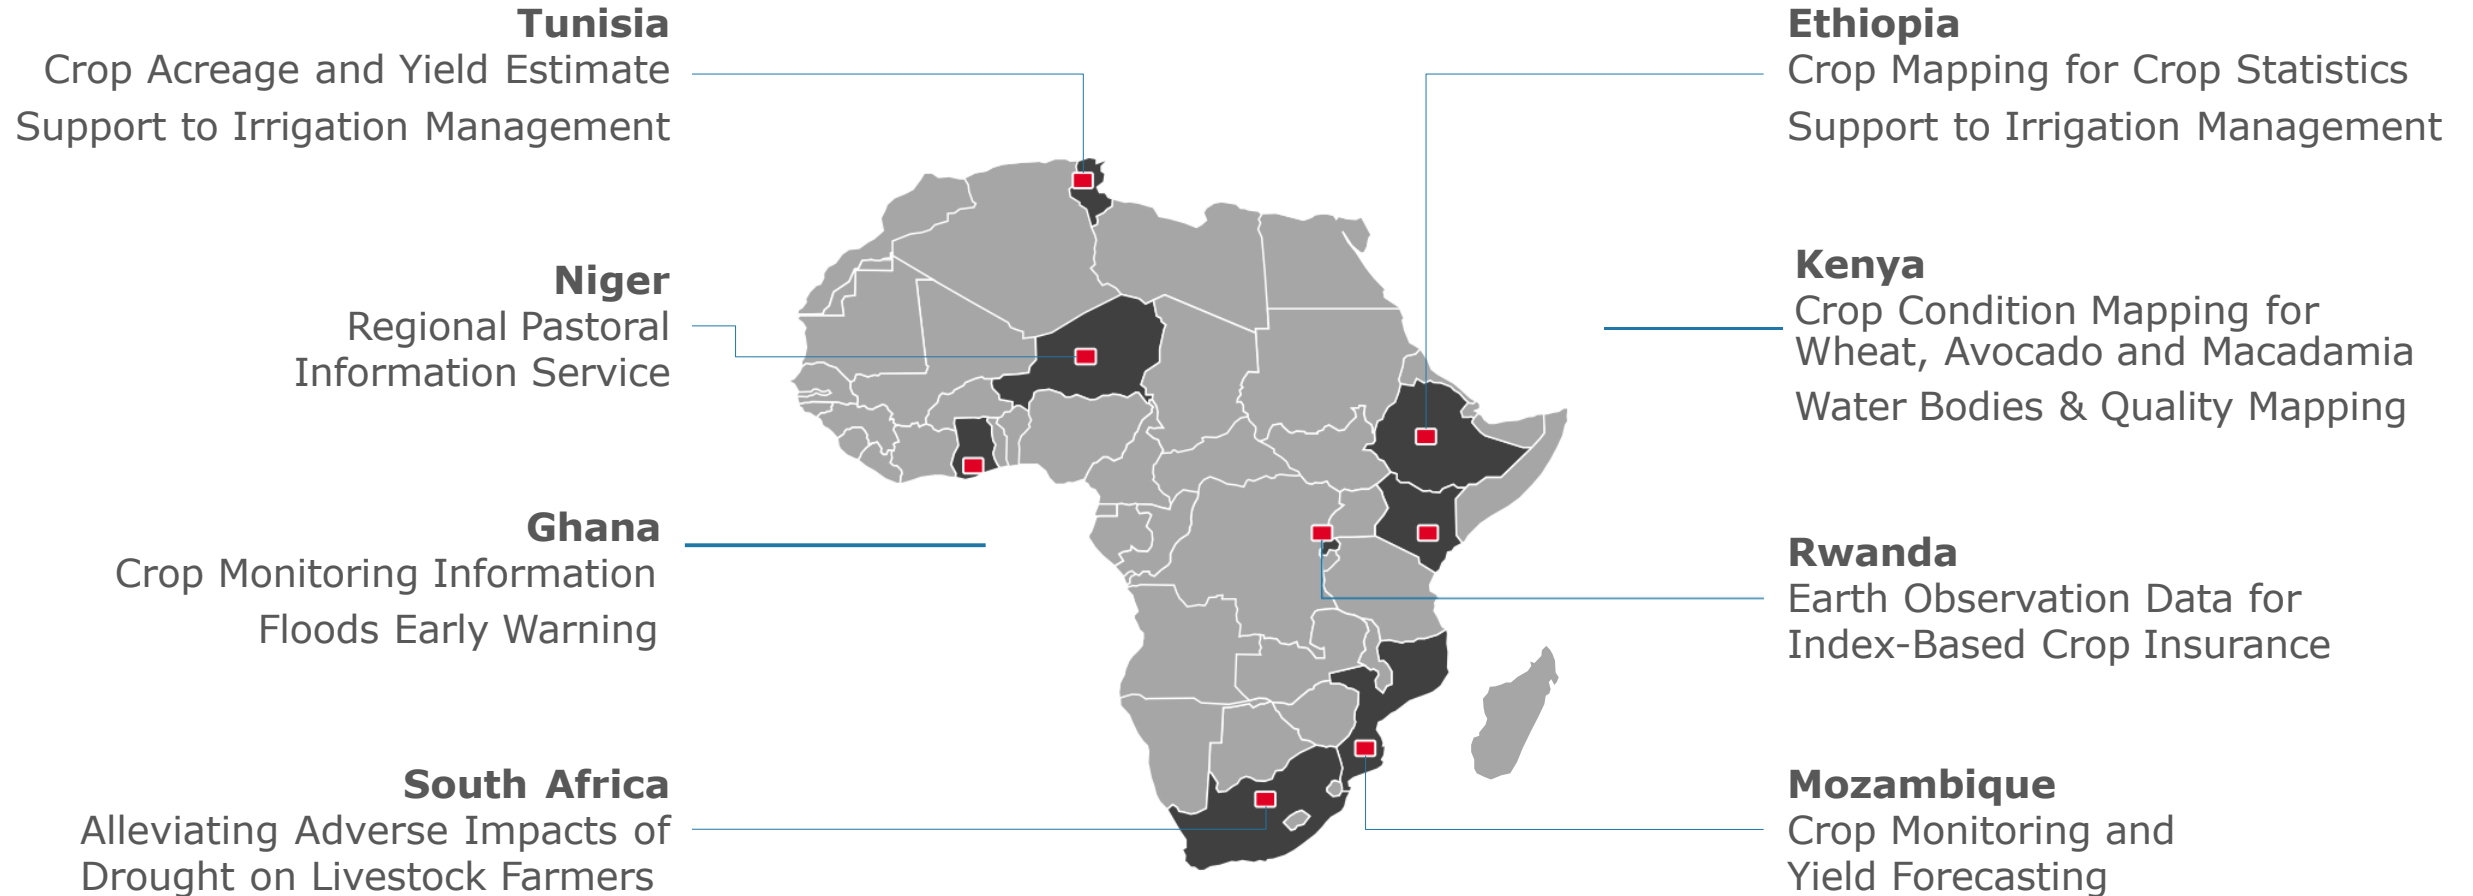 Tunisia
Crop Acreage and Yield Estimate
Support to Irrigation Management
Niger
Regional Pastoral
Information Service
Ghana
Crop Monitoring Information
Floods Early Warning
South Africa
Alleviating Adverse Impacts of
Drought on Livestock Farmers
Ethiopia
Crop Mapping for Crop Statistics
Support to Irrigation Management
Kenya
Crop Condition Mapping for
Wheat, Avocado and Macadamia
Water Bodies & Quality Mapping
Rwanda
Earth Observation Data for
Index-Based Crop Insurance
Mozambique
Crop Monitoring and
Yield Forecasting